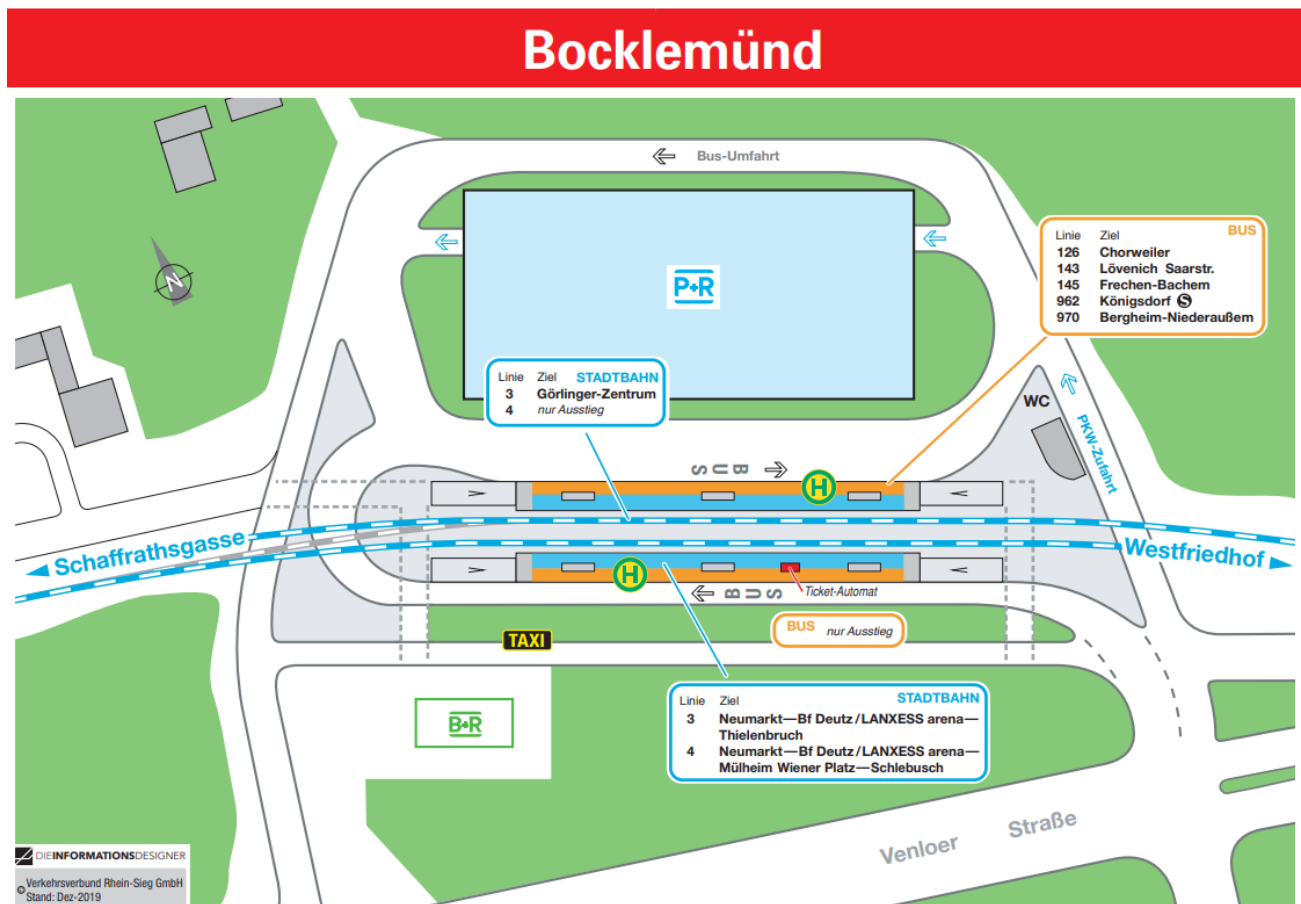 Bocklemünd
Bus-Umfahrt
N
P+R
Linie Ziel BUS
126 Chorweiler
143 Lövenich Saarstr.
145 Frechen-Bachem
962 Königsdorf S
970 Bergheim-Niederaußem
Linie Ziel STADTBAHN
3 Görlinger-Zentrum
4 nur Ausstieg
WC
PKW-Zufahrt
BUS
H
Schaffrathsgasse
Westfriedhof
H
BUS
Ticket-Automat
BUS nur Ausstieg
TAXI
Linie Ziel STADTBAHN
3 Neumarkt—Bf Deutz/LANXESS arena—
Thielenbruch
4 Neumarkt—Bf Deutz/LANXESS arena—
Mülheim Wiener Platz—Schlebusch
B+R
Venloer Straße
DIEINFORMATIONSDESIGNER
© Verkehrsverbund Rhein-Sieg GmbH
Stand: Dez-2019